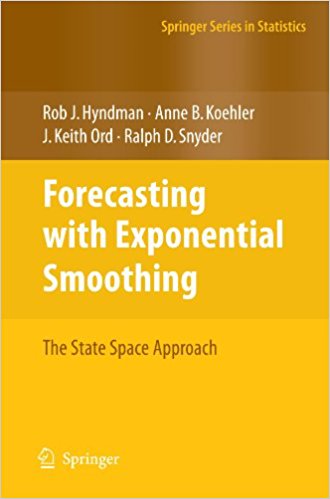 Springer Series in Statistics
Rob J. Hyndman · Anne B. Koehler
J. Keith Ord · Ralph D. Snyder
Forecasting
with Exponential
Smoothing
The State Space Approach
Springer